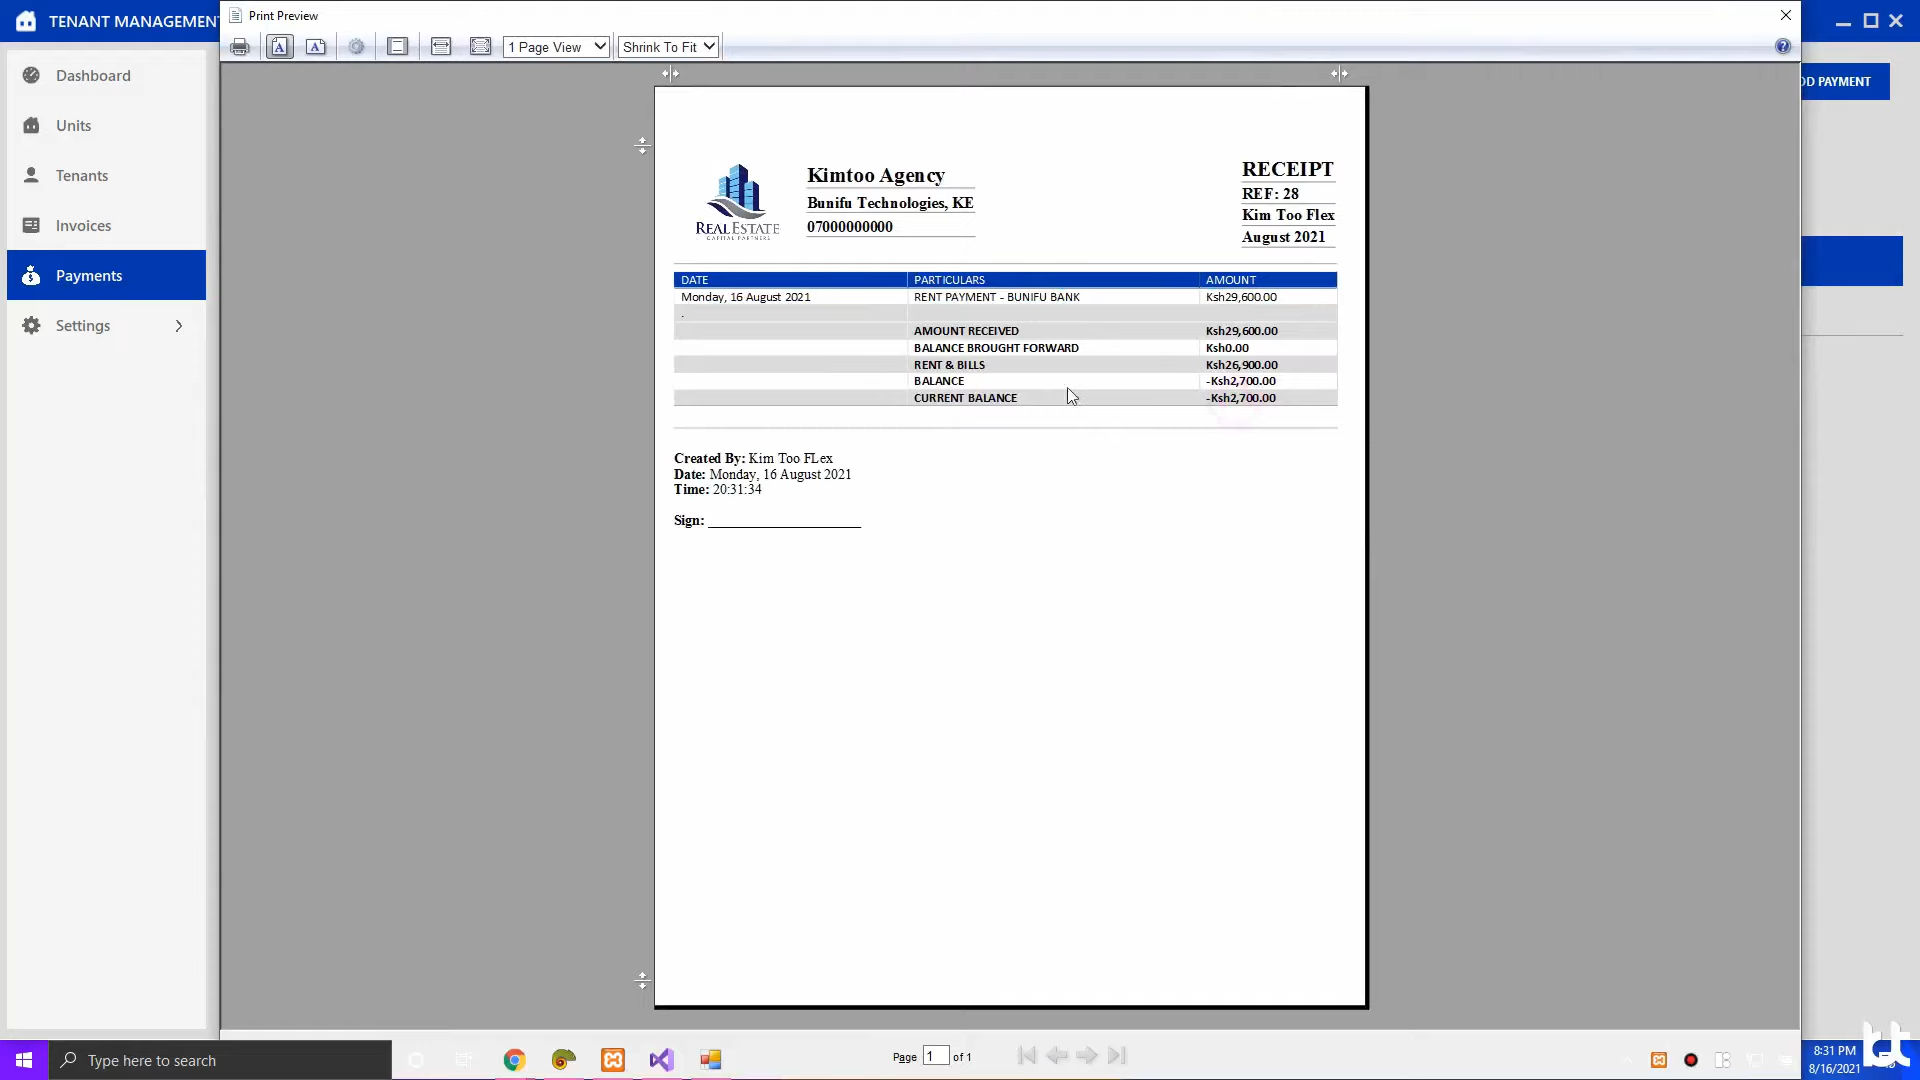 TENANT MANAGEMEN
Print Preview
1 Page View
Shrink To Fit
DD PAYMENT
Dashboard
Units
Tenants
Invoices
Payments
Settings
REAL ESTATE
CAPITAL PARTNERS
Kimtoo Agency
Bunifu Technologies, KE
07000000000
RECEIPT
REF: 28
Kim Too Flex
August 2021
DATE PARTICULARS AMOUNT
Monday, 16 August 2021 RENT PAYMENT - BUNIFU BANK Ksh29,600.00
.
AMOUNT RECEIVED Ksh29,600.00
BALANCE BROUGHT FORWARD Ksh0.00
RENT & BILLS Ksh26,900.00
BALANCE -Ksh2,700.00
CURRENT BALANCE -Ksh2,700.00
Created By: Kim Too FLex
Date: Monday, 16 August 2021
Time: 20:31:34
Sign: ______________________
Page 1 of 1
Type here to search
8:31 PM
8/16/2021